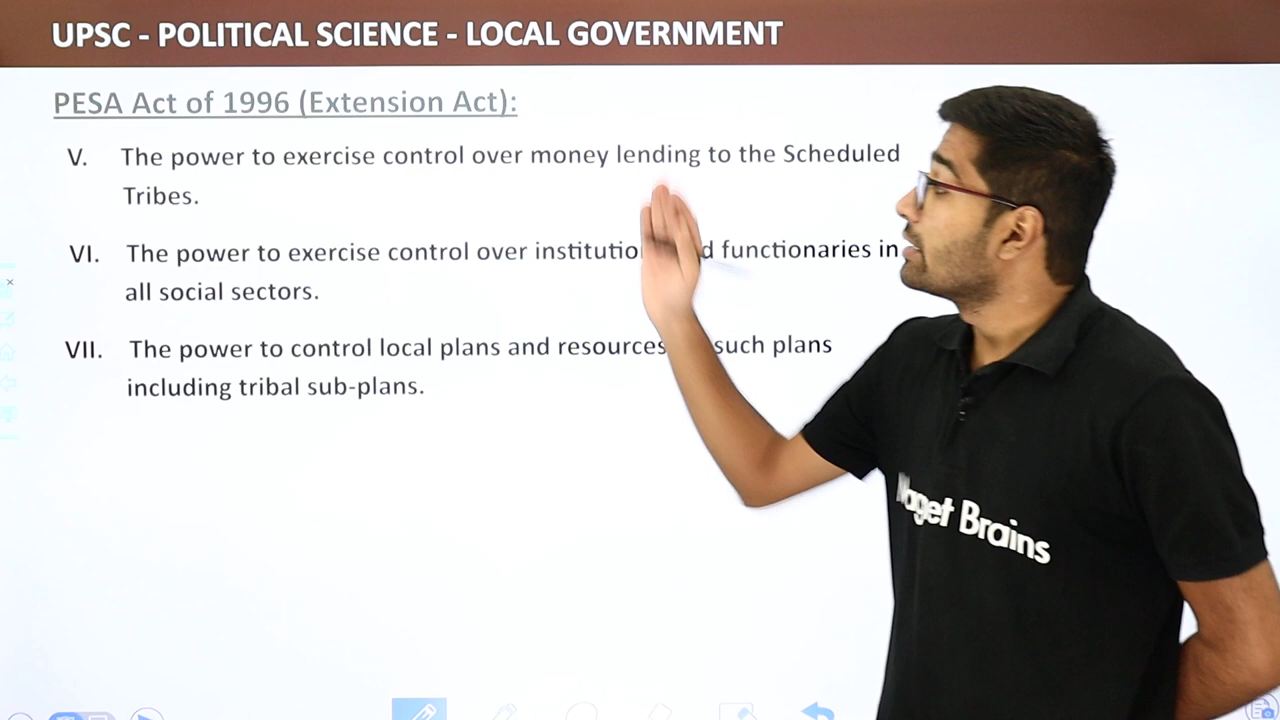 UPSC - POLITICAL SCIENCE - LOCAL GOVERNMENT
PESA Act of 1996 (Extension Act):
V. The power to exercise control over money lending to the Scheduled
Tribes.
VI. The power to exercise control over functionaries in
all social sectors.
VII. The power to control local plans and resources such plans
including tribal sub-plans.
Brains